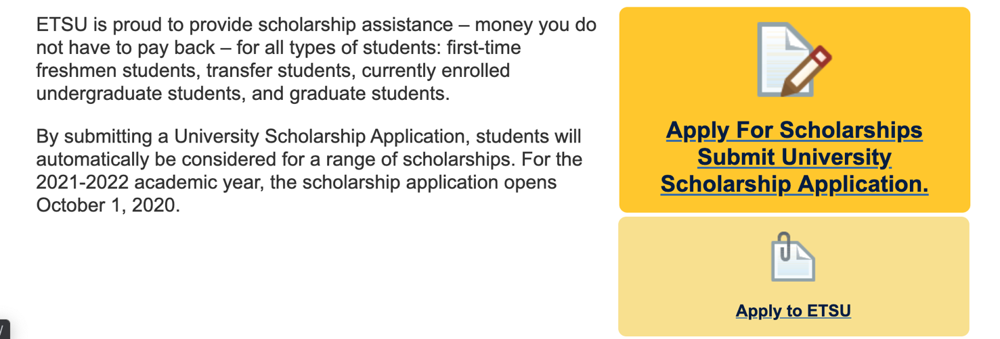 ETSU is proud to provide scholarship assistance – money you do
not have to pay back – for all types of students: first-time
freshmen students, transfer students, currently enrolled
undergraduate students, and graduate students.
By submitting a University Scholarship Application, students will
automatically be considered for a range of scholarships. For the
2021-2022 academic year, the scholarship application opens
October 1, 2020.
Apply For Scholarships
Submit University
Scholarship Application.
Apply to ETSU